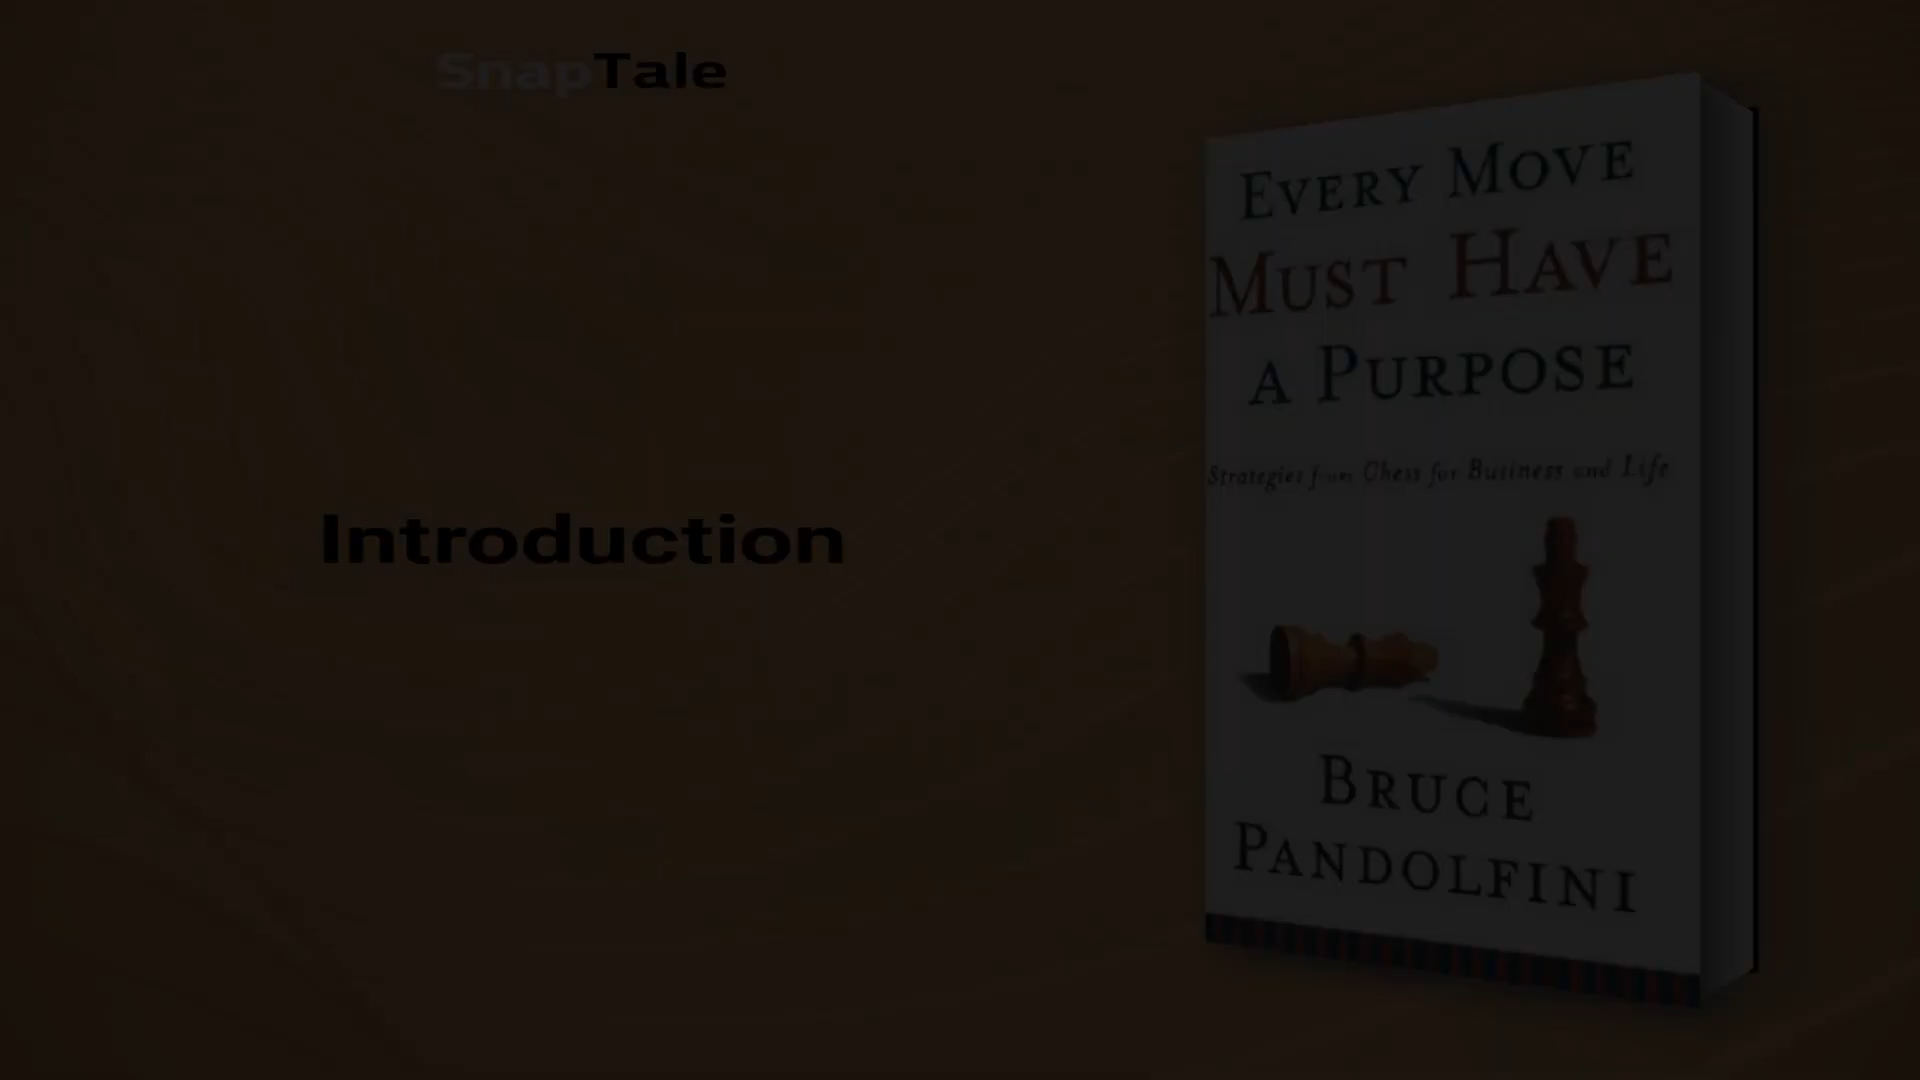 SnapTale
Introduction
EVERY MOVE
MUST HAVE
A PURPOSE
Strategies from Chess for Business and Life
BRUCE
PANDOLFINI